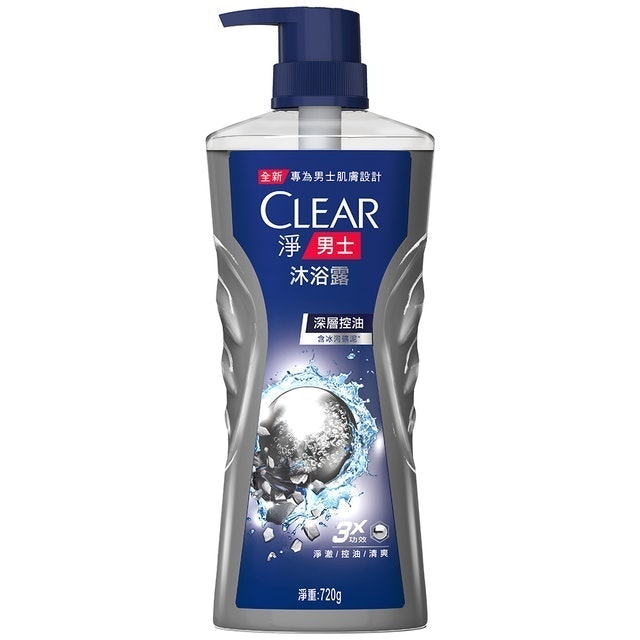 全新 專為男士肌膚設計
CLEAR
淨 男士
沐浴露
深層控油
含冰河礦泥*
3X
功效
淨澈/控油/清爽
淨重:720g